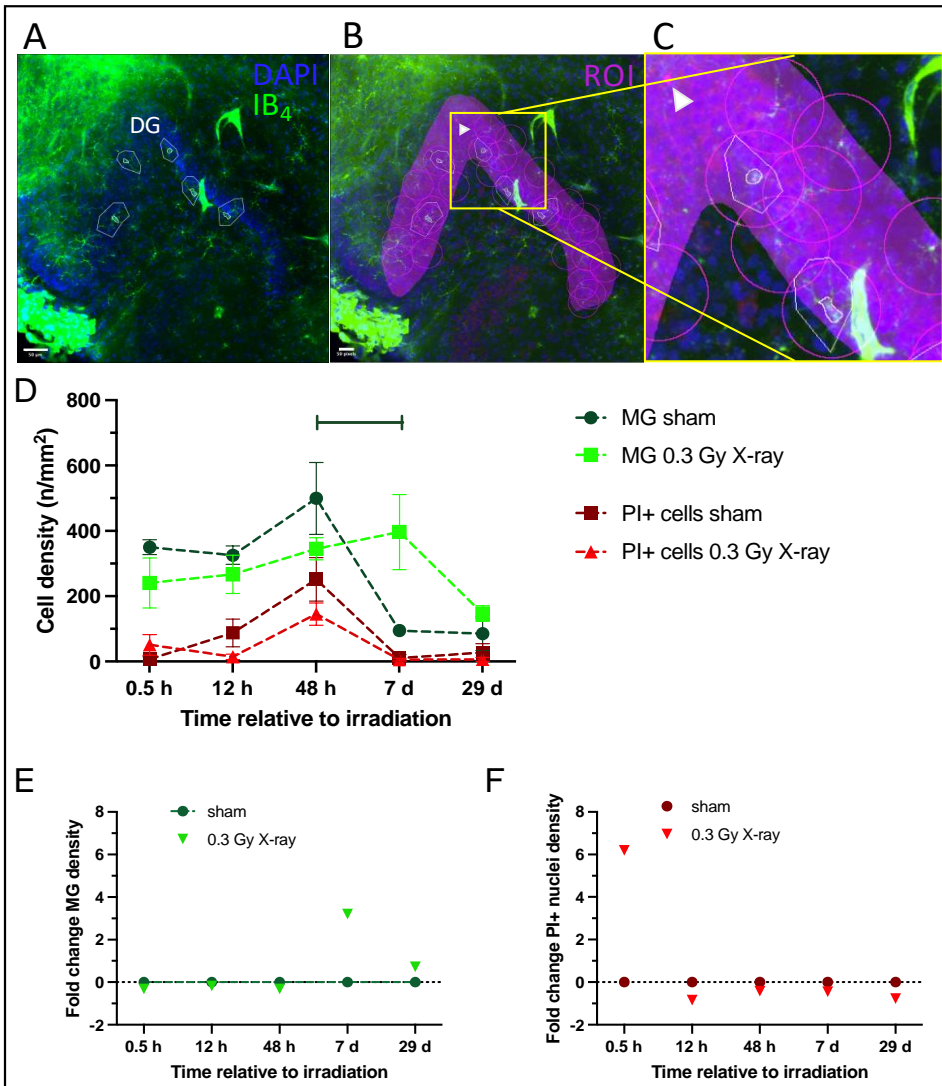 A
DAPI
IB4
DG
50 μm
B
ROI
50 pixels
C
D
Cell density (n/mm²)
800
600
400
200
0
0.5 h 12 h 48 h 7 d 29 d
Time relative to irradiation
MG sham
MG 0.3 Gy X-ray
PI+ cells sham
PI+ cells 0.3 Gy X-ray
E
sham
0.3 Gy X-ray
Fold change MG density
8
6
4
2
0
-2
0.5 h 12 h 48 h 7 d 29 d
Time relative to irradiation
F
sham
0.3 Gy X-ray
Fold change PI+ nuclei density
8
6
4
2
0
-2
0.5 h 12 h 48 h 7 d 29 d
Time relative to irradiation